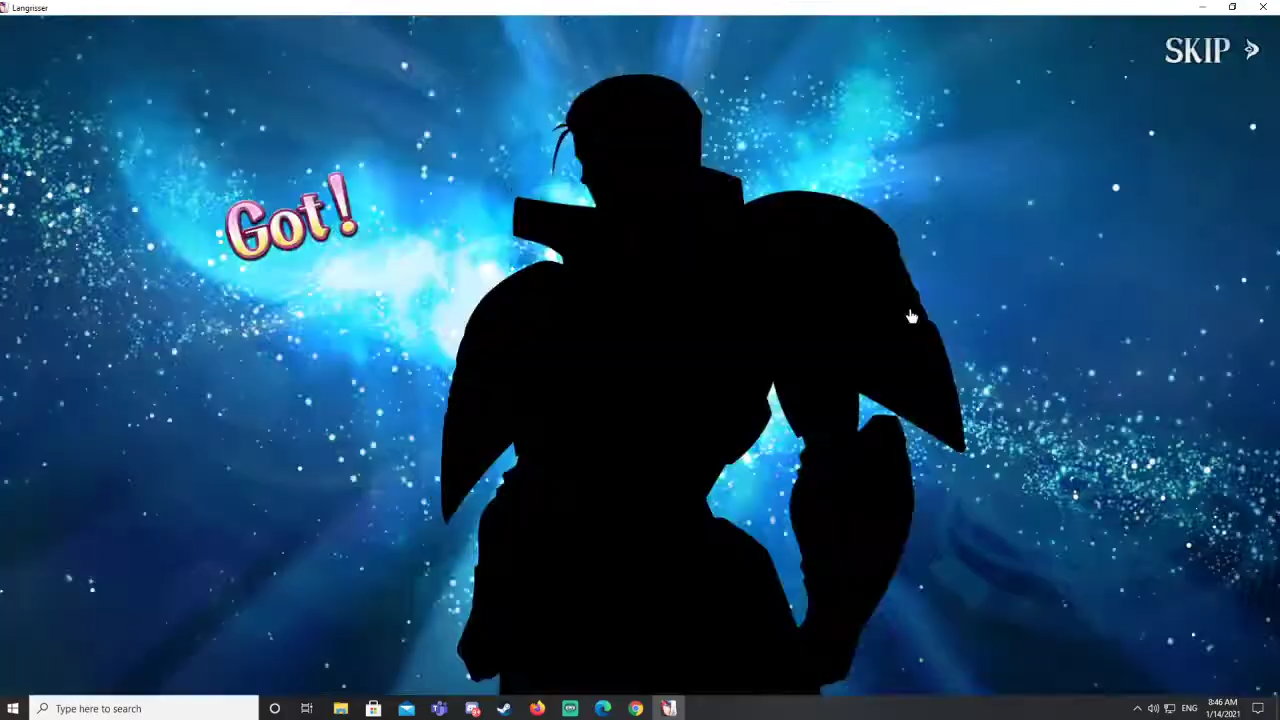 Langrisser
SKIP
Got!
Type here to search
ENG
8:46 AM
1/14/2021